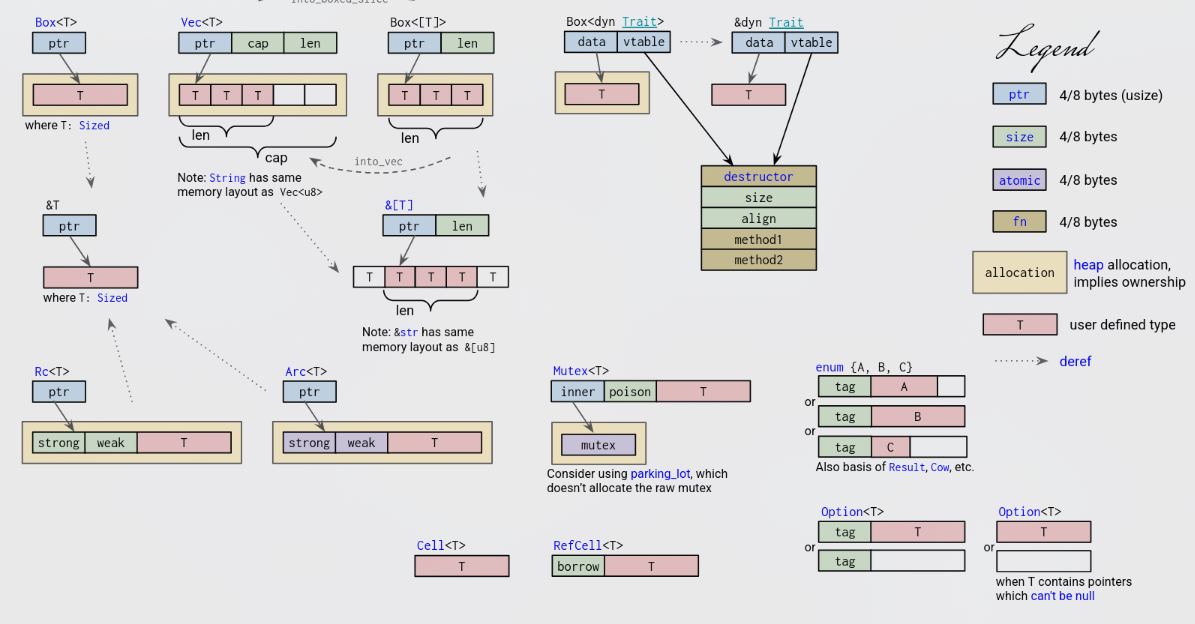 into_boxed_slice
Box<T>
ptr
T
where T: Sized
Vec<T>
ptr cap len
T T T
len
cap
Note: String has same
memory layout as Vec<u8>
Box<[T]>
ptr len
T T T
len
into_vec
Box<dyn Trait>
data vtable
T
&dyn Trait
data vtable
T
destructor
size
align
method1
method2
Legend
ptr 4/8 bytes (usize)
size 4/8 bytes
atomic 4/8 bytes
fn 4/8 bytes
allocation heap allocation,
implies ownership
T user defined type
deref
&T
ptr
T
where T: Sized
&[T]
ptr len
T T T T T
len
Note: &str has same
memory layout as &[u8]
Rc<T>
ptr
strong weak T
Arc<T>
ptr
strong weak T
Mutex<T>
inner poison T
mutex
Consider using parking_lot, which
doesn't allocate the raw mutex
enum {A, B, C}
tag A
or
tag B
or
tag C
Also basis of Result, Cow, etc.
Cell<T>
T
RefCell<T>
borrow T
Option<T>
tag T
or
tag
Option<T>
T
or
when T contains pointers
which can't be null